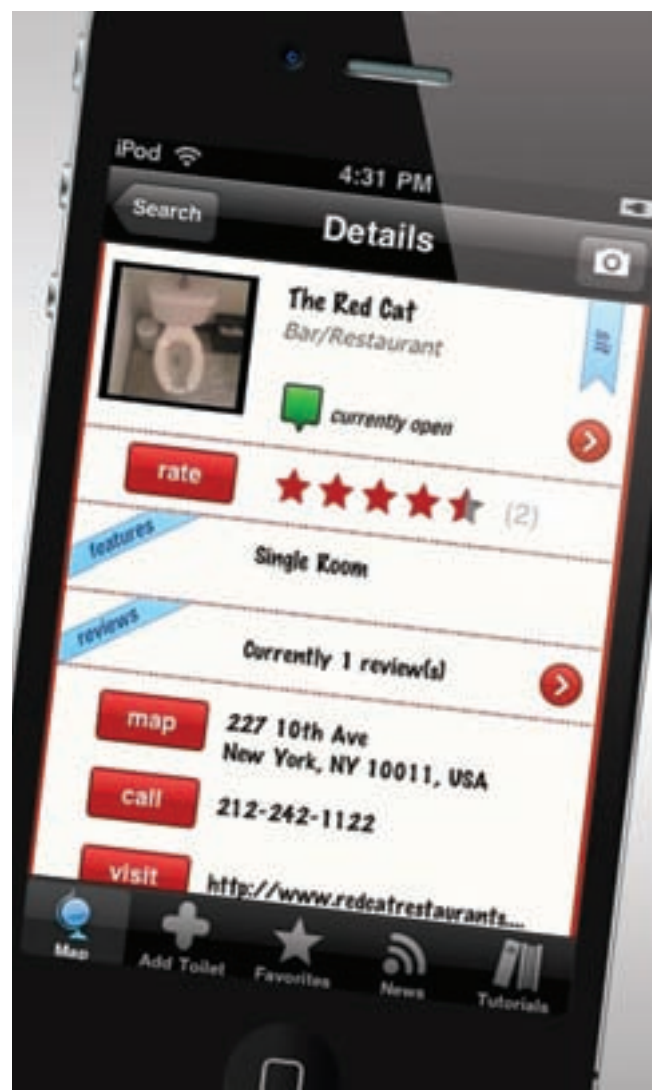 iPod
4:31 PM
Search
Details
The Red Cat
Bar/Restaurant
sit
currently open
rate
(2)
features
Single Room
reviews
Currently 1 review(s)
map
227 10th Ave
New York, NY 10011, USA
call
212-242-1122
visit
http://www.redcatrestaurants....
Map
Add Toilet
Favorites
News
Tutorials